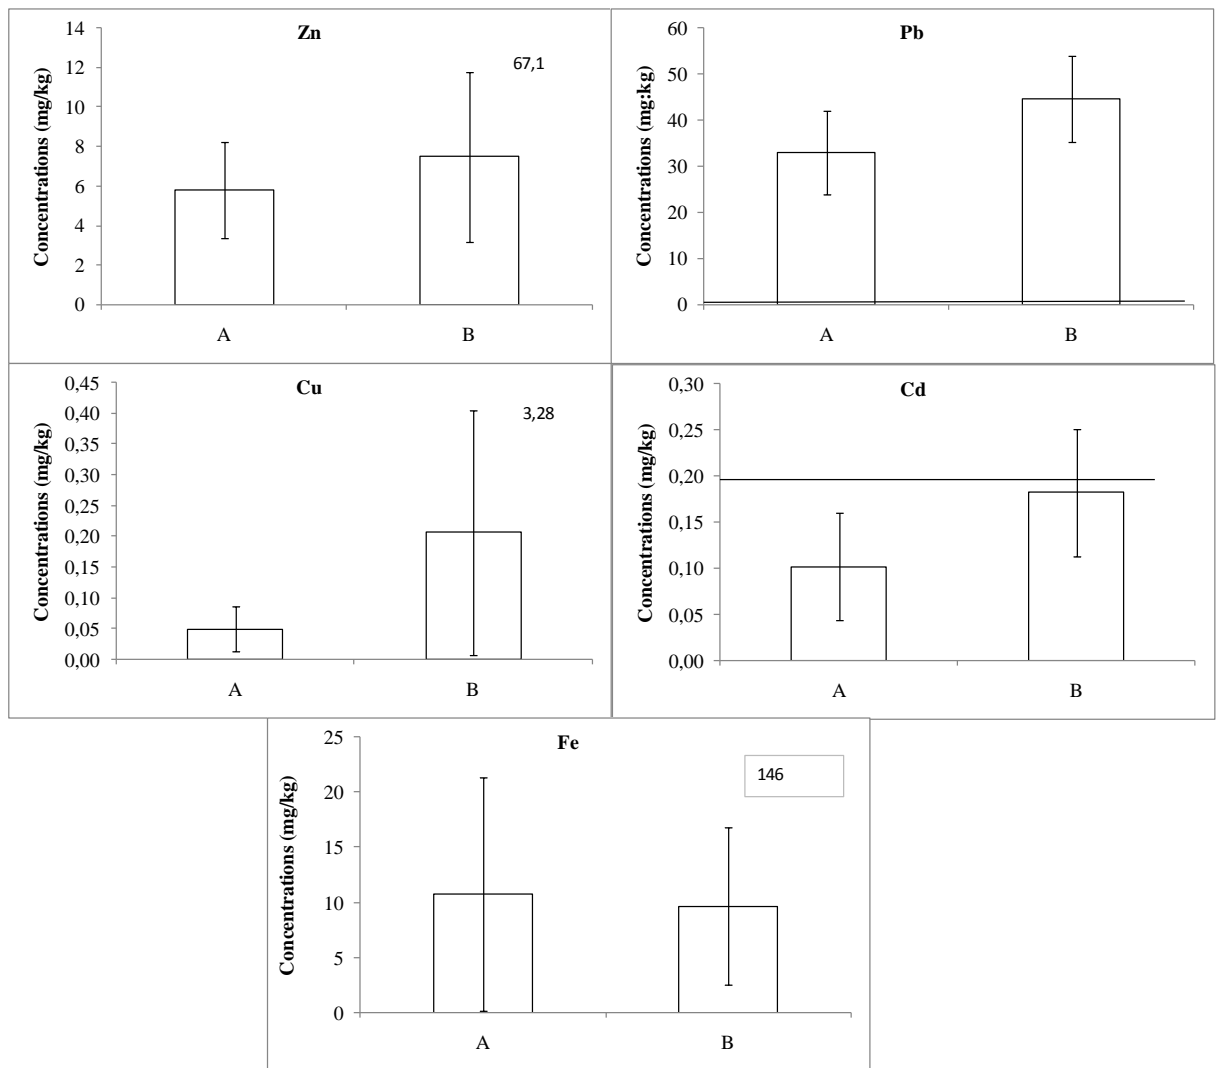 Zn
67,1
Concentrations (mg/kg)
14
12
10
8
6
4
2
0
A B
Pb
Concentrations (mg:kg)
60
50
40
30
20
10
0
A B
Cu
3,28
Concentrations (mg/kg)
0,45
0,40
0,35
0,30
0,25
0,20
0,15
0,10
0,05
0,00
A B
Cd
Concentrations (mg/kg)
0,30
0,25
0,20
0,15
0,10
0,05
0,00
A B
Fe
146
Concentrations (mg/kg)
25
20
15
10
5
0
A B